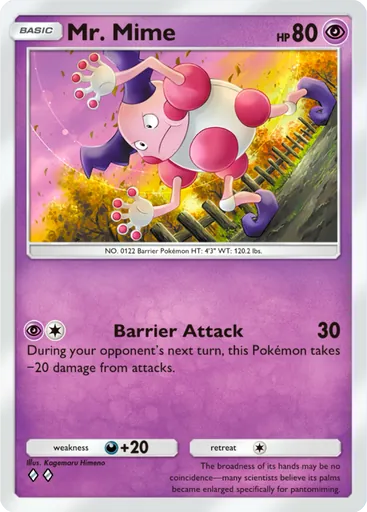 BASIC Mr. Mime HP 80
NO. 0122 Barrier Pokémon HT: 4'3" WT: 120.2 lbs.
Barrier Attack 30
During your opponent's next turn, this Pokémon takes
−20 damage from attacks.
weakness +20 retreat
Illus. Kagemaru Himeno
The broadness of its hands may be no
coincidence—many scientists believe its palms
became enlarged specifically for pantomiming.